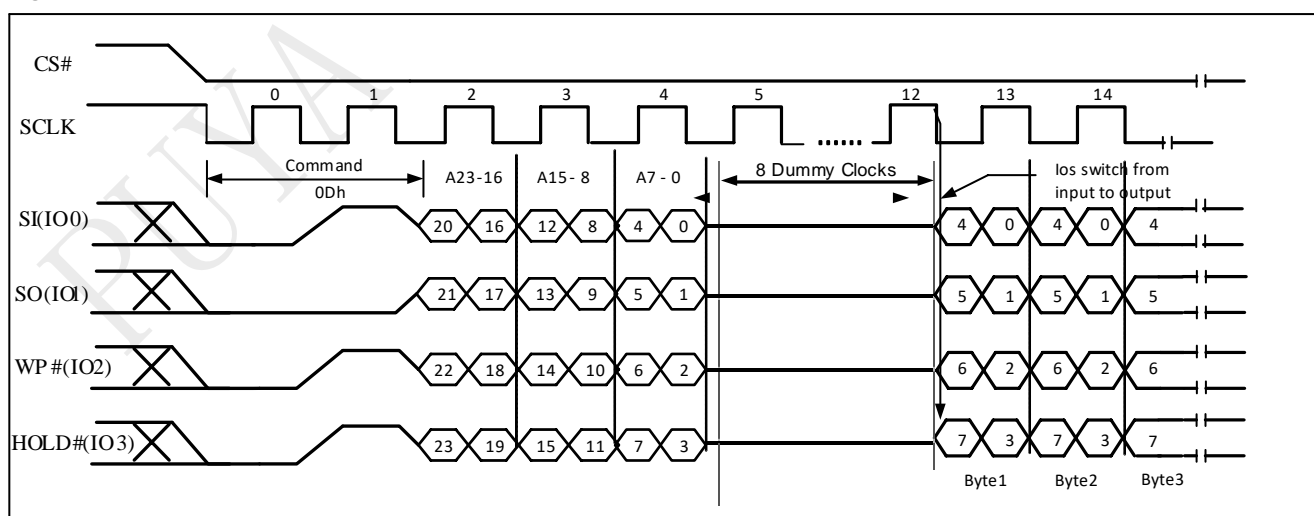 PUYA
CS#
0 1 2 3 4 5 12 13 14
SCLK
Command
0Dh
A23-16 A15-8 A7-0
8 Dummy Clocks
Ios switch from
input to output
SI(IO0) 20 16 12 8 4 0 4 0 4 0 4
SO(IO1) 21 17 13 9 5 1 5 1 5 1 5
WP#(IO2) 22 18 14 10 6 2 6 2 6 2 6
HOLD#(IO3) 23 19 15 11 7 3 7 3 7 3 7
Byte1 Byte2 Byte3